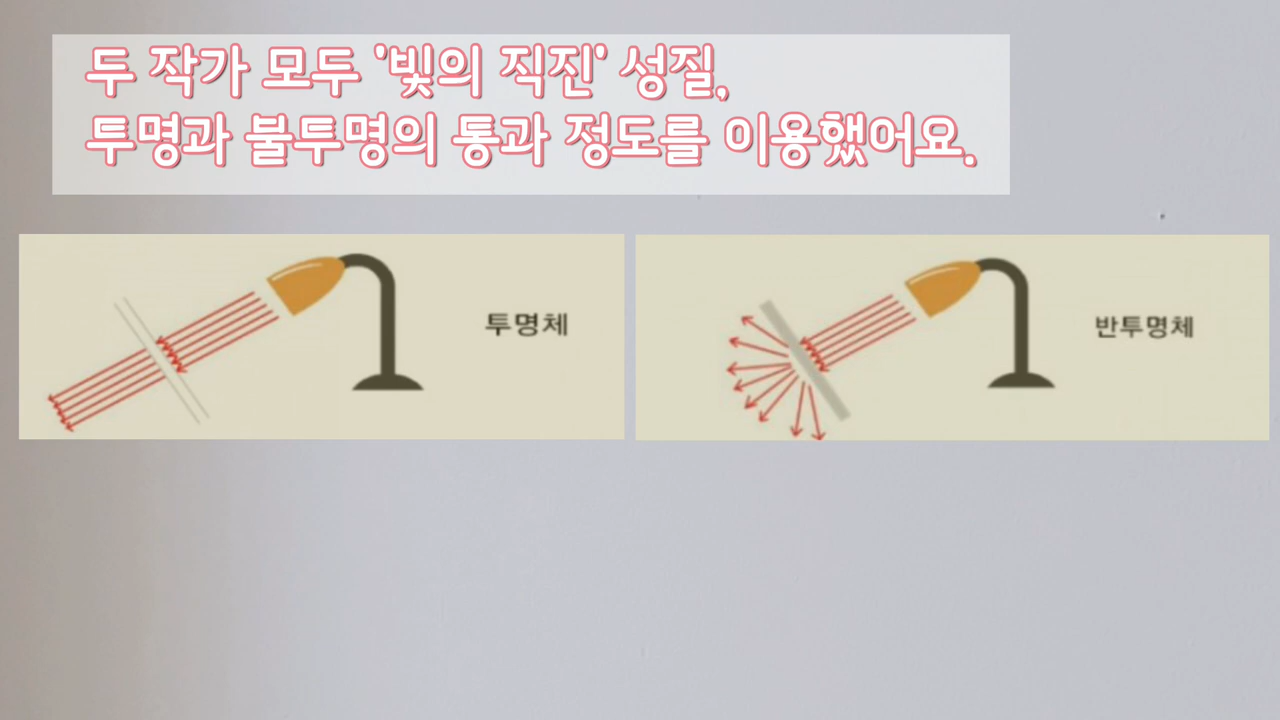 두 작가 모두 '빛의 직진' 성질,
투명과 불투명의 통과 정도를 이용했어요.
투명체
반투명체